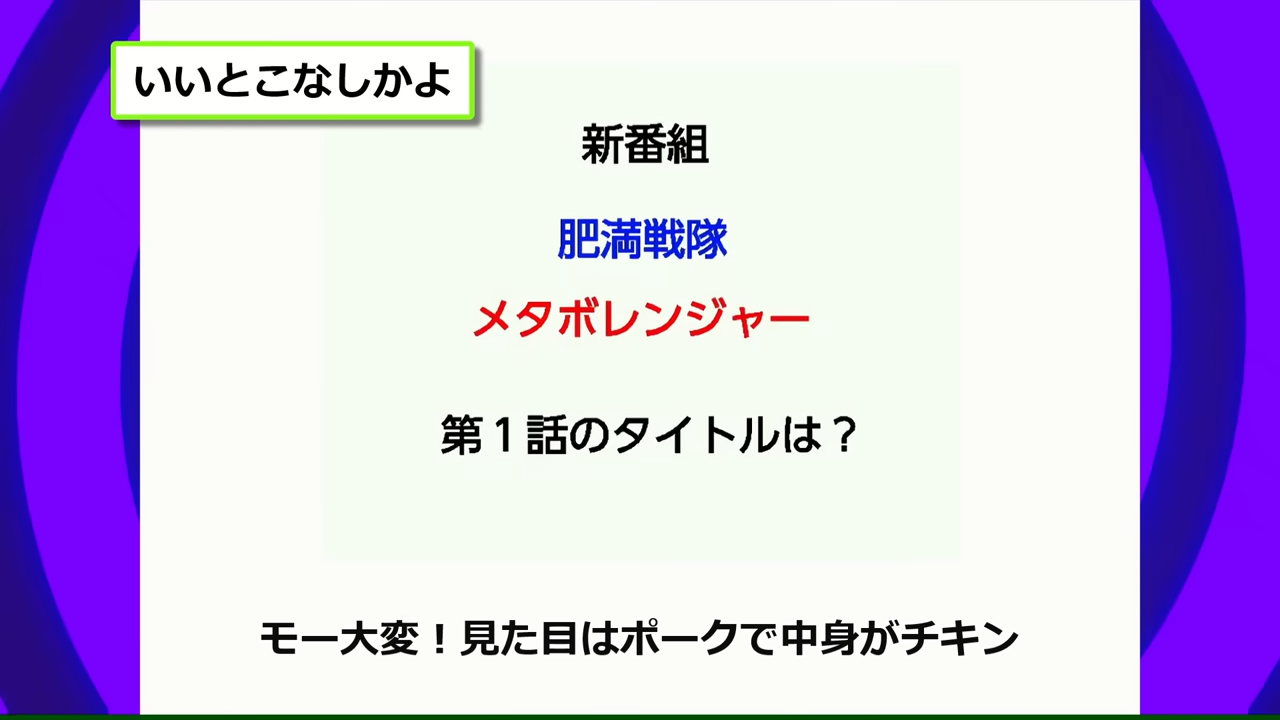 いいとこなしかよ
新番組
肥満戦隊
メタボレンジャー
第１話のタイトルは？
モー大変！見た目はポークで中身がチキン